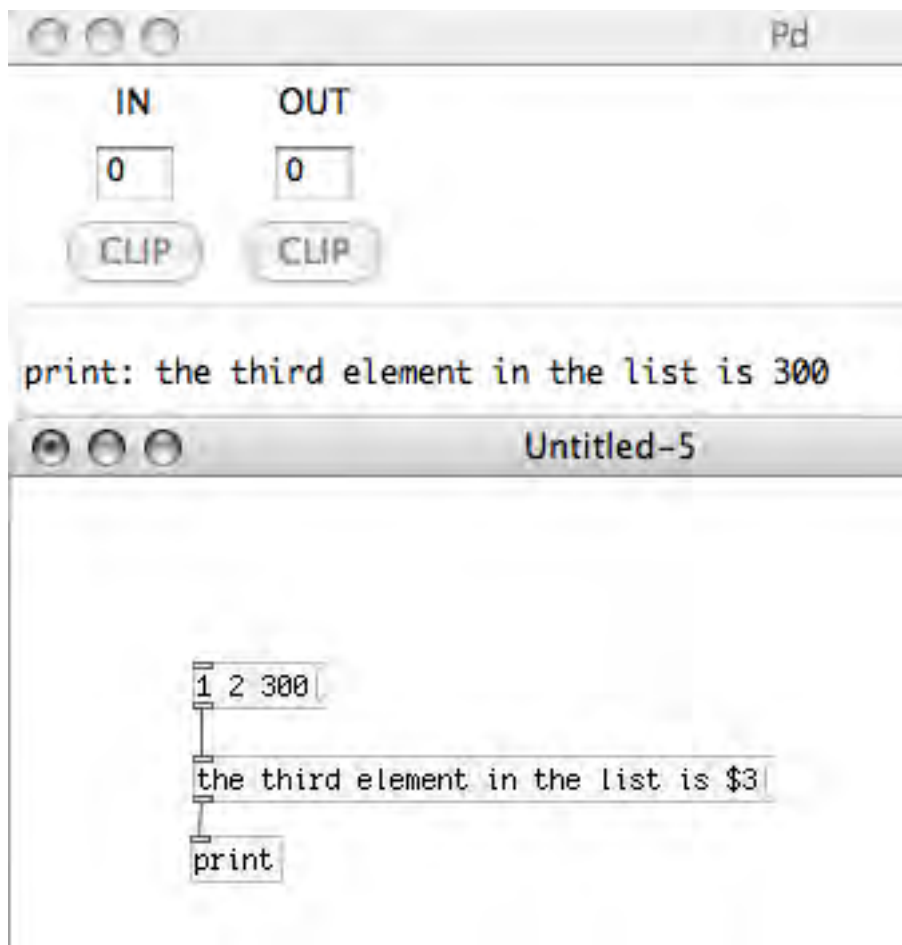 Pd
IN OUT
0 0
CLIP CLIP
print: the third element in the list is 300
Untitled-5
1 2 300
the third element in the list is $3
print